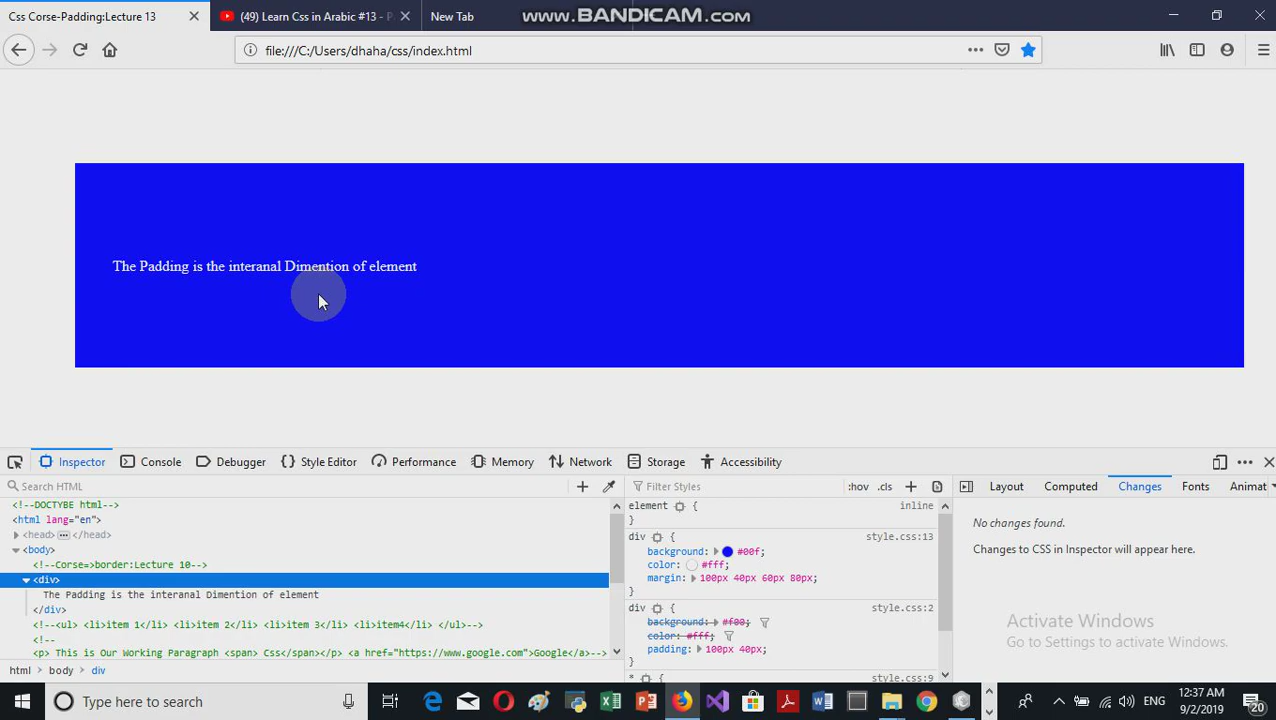 Css Corse-Padding:Lecture 13
(49) Learn Css in Arabic #13 - P
New Tab
www.BANDICAM.com
file:///C:/Users/dhaha/css/index.html
The Padding is the interanal Dimention of element
Inspector Console Debugger Style Editor Performance Memory Network Storage Accessibility
Search HTML
Filter Styles
:hov .cls
Layout Computed Changes Fonts Animat
<!--DOCTYBE html-->
<html lang="en">
<head> </head>
<body>
<!--Corse=>border:Lecture 10-->
<div>
The Padding is the interanal Dimention of element
</div>
<!--<ul> <li>item 1</li> <li>item 2</li> <li>item 3</li> <li>item4</li> </ul>-->
<!--
<p> This is Our Working Paragraph <span> Css</span></p> <a href="https://www.google.com">Google</a>-->
html body div
element { inline
}
div { style.css:13
background: #00f;
color: #fff;
margin: 100px 40px 60px 80px;
}
div { style.css:2
background: #f00;
color: #fff;
padding: 100px 40px;
}
* { style.css:9
No changes found.
Changes to CSS in Inspector will appear here.
Activate Windows
Go to Settings to activate Windows.
Type here to search
ENG
12:37 AM
9/2/2019
20